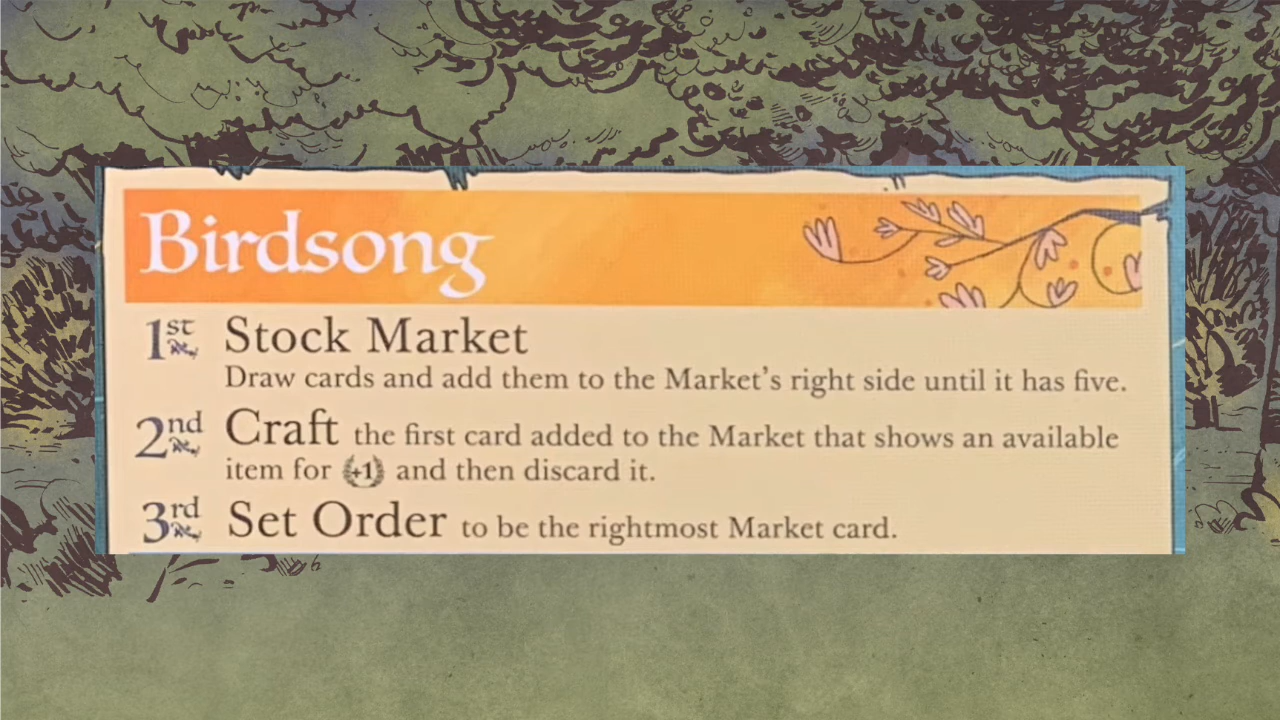 Birdsong
1st Stock Market
Draw cards and add them to the Market's right side until it has five.
2nd Craft the first card added to the Market that shows an available
item for +1 and then discard it.
3rd Set Order to be the rightmost Market card.